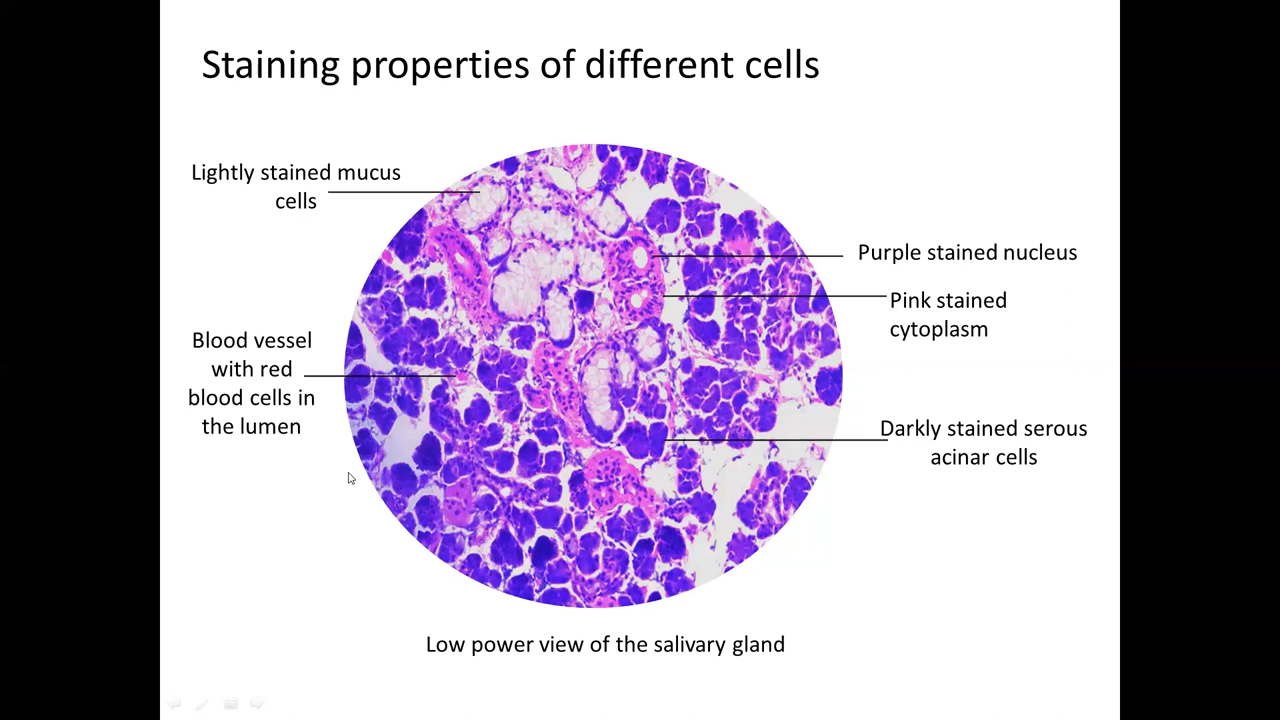 Staining properties of different cells
Lightly stained mucus
cells
Purple stained nucleus
Pink stained
cytoplasm
Blood vessel
with red
blood cells in
the lumen
Darkly stained serous
acinar cells
Low power view of the salivary gland